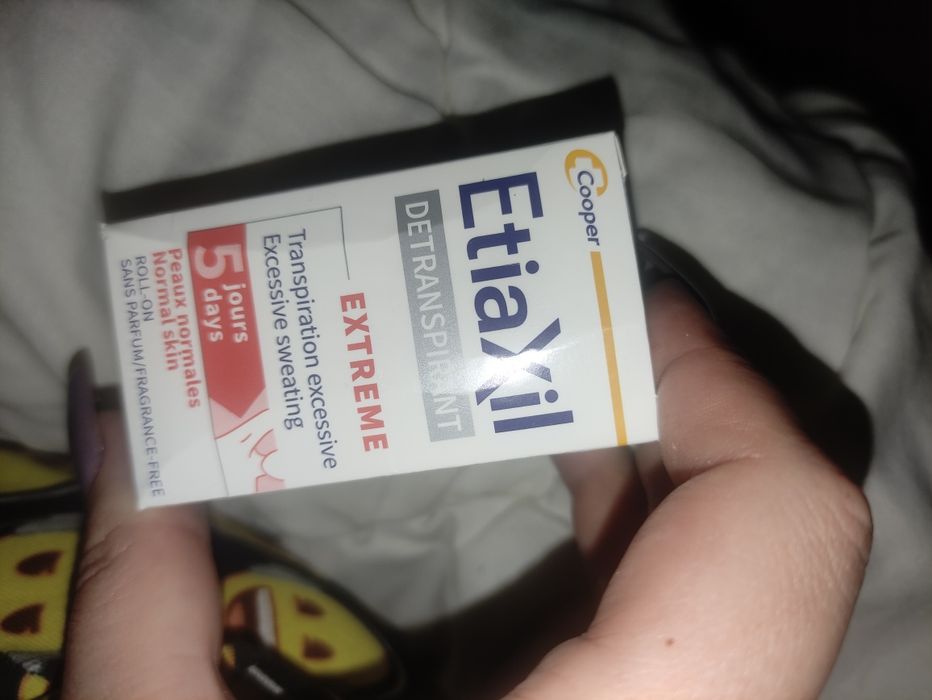 Cooper
Etiaxil
DETRANSPIRANT
EXTREME
Transpiration excessive
Excessive sweating
5 jours
days
Peaux normales
Normal skin
ROLL-ON
SANS PARFUM/FRAGRANCE-FREE